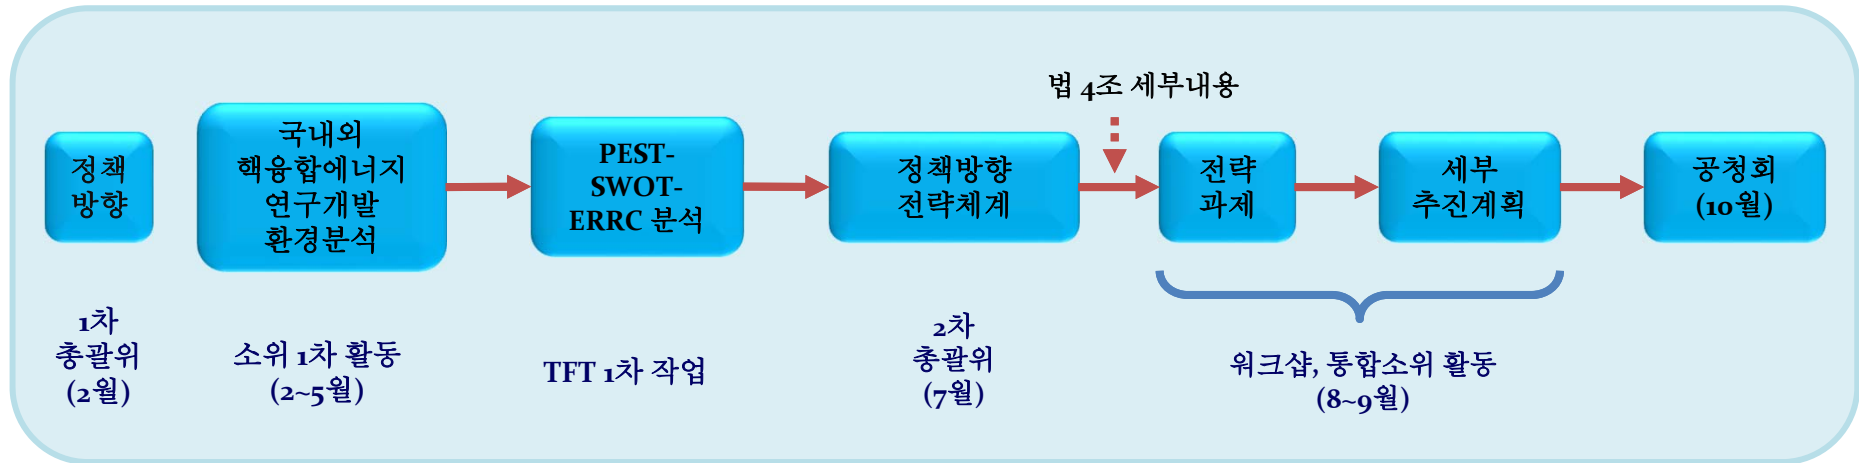 법 4조 세부내용
정책
방향
국내외
핵융합에너지
연구개발
환경분석
PEST-
SWOT-
ERRC 분석
정책방향
전략체계
전략
과제
세부
추진계획
공청회
(10월)
1차
총괄위
(2월)
소위 1차 활동
(2~5월)
TFT 1차 작업
2차
총괄위
(7월)
워크샵, 통합소위 활동
(8~9월)